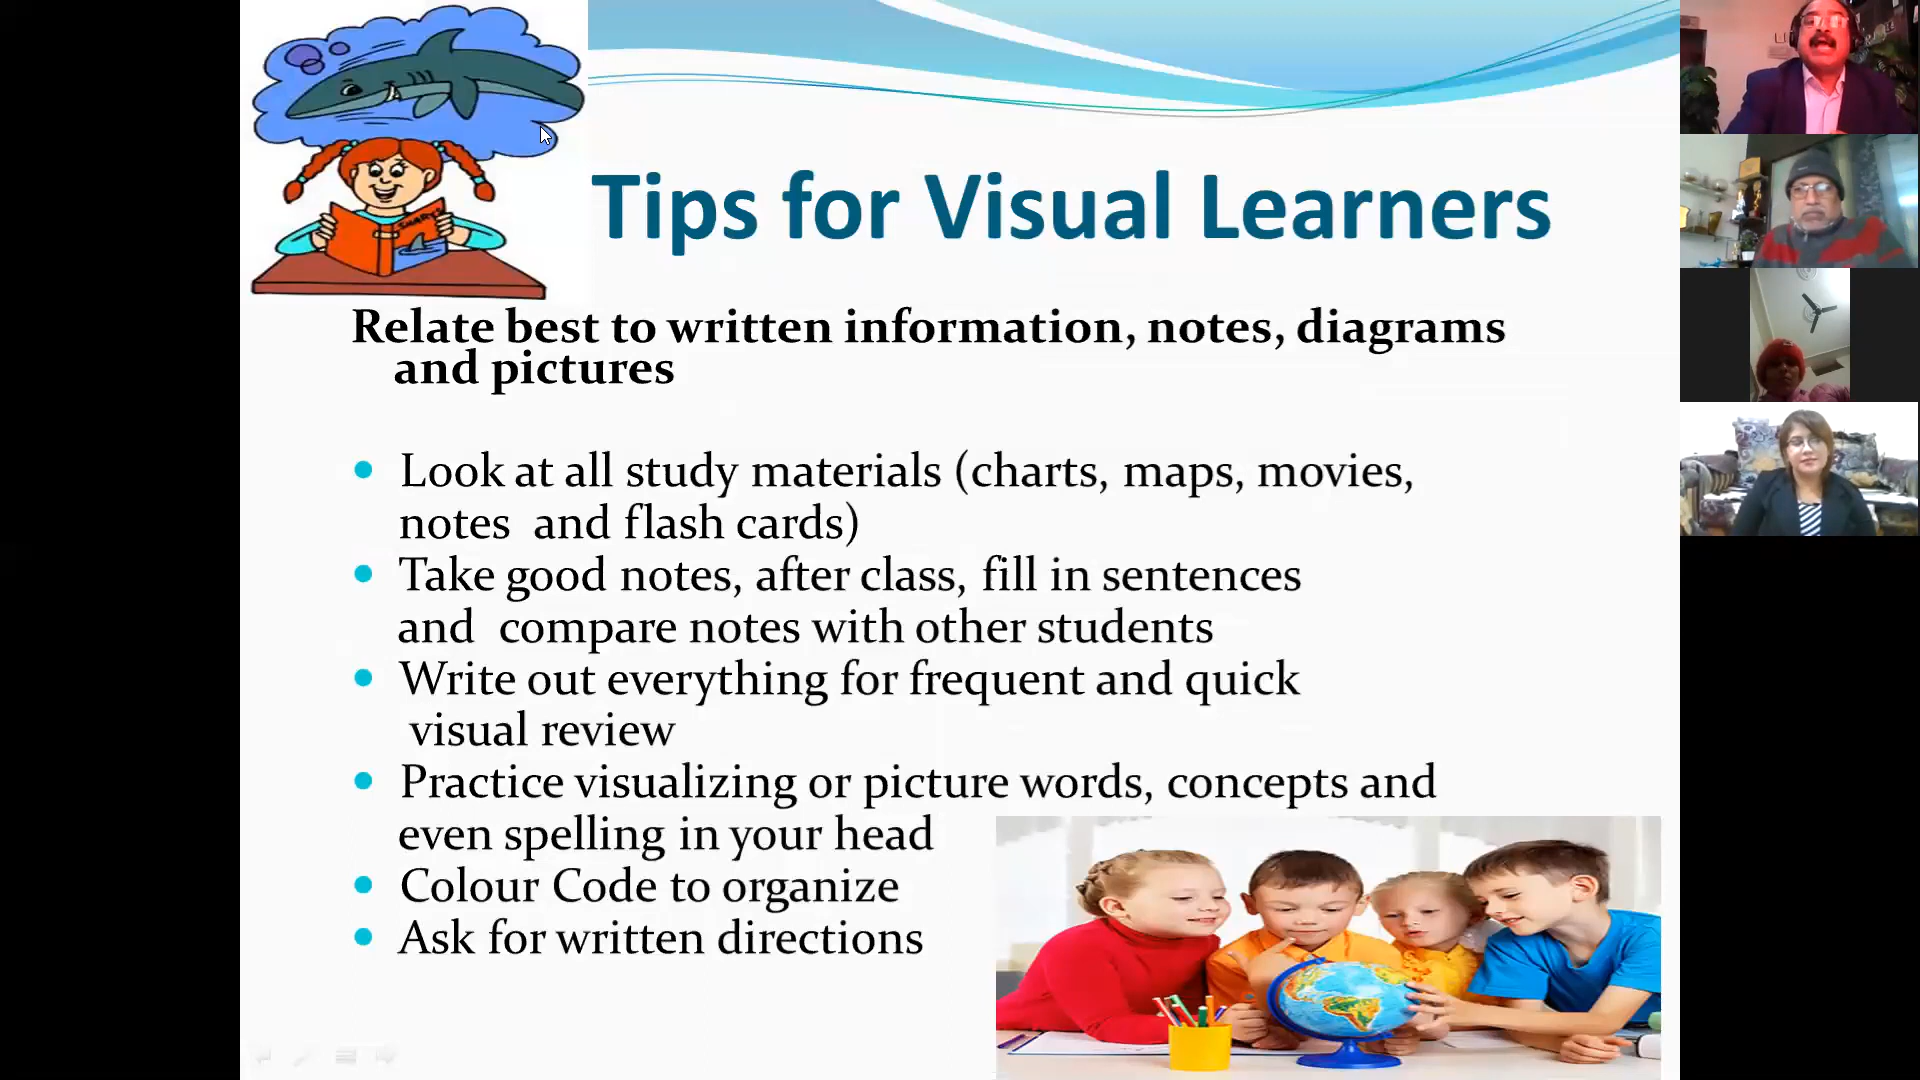 Tips for Visual Learners
Relate best to written information, notes, diagrams
and pictures
• Look at all study materials (charts, maps, movies,
notes and flash cards)
• Take good notes, after class, fill in sentences
and compare notes with other students
• Write out everything for frequent and quick
visual review
• Practice visualizing or picture words, concepts and
even spelling in your head
• Colour Code to organize
• Ask for written directions